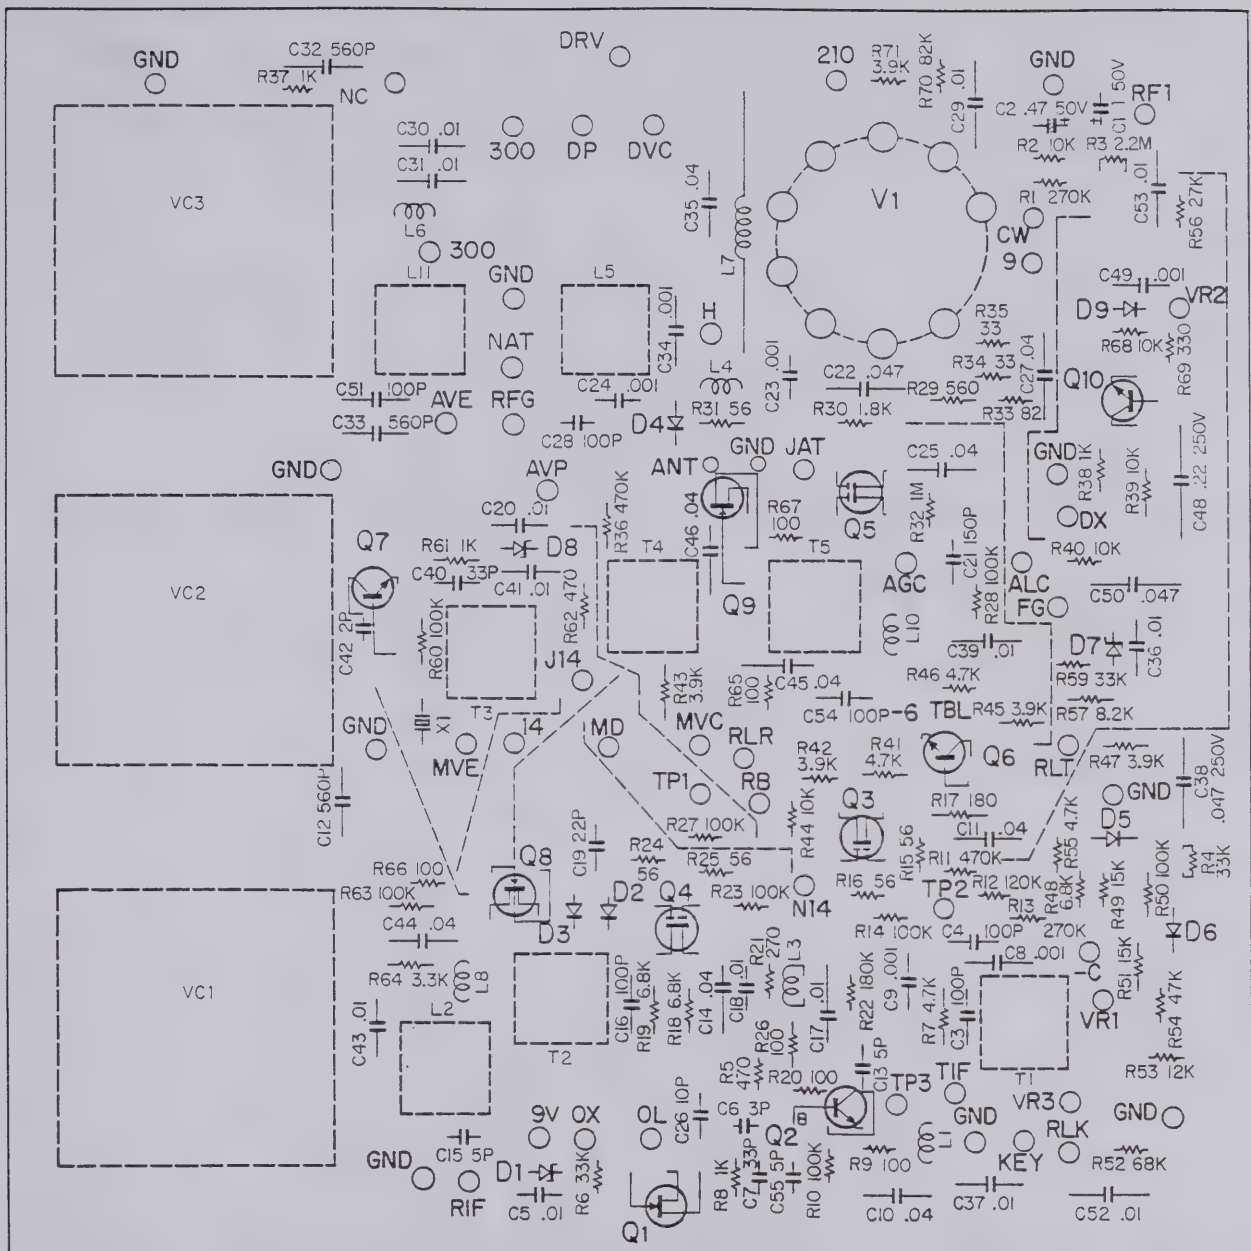 DRV
C32 560P
GND
R37 1K
NC
210
R71
3.9K
R70 82K
C29 .01
GND
C2 .47 50V
C1 1 50V
RF1
R2 10K
R3 2.2M
R1 270K
C53 .01
R56 27K
C30 .01
C31 .01
300
DP
DVC
C35 .04
V1
VC3
L6
300
L7
CW
9
L11
GND
L5
C49 .001
D9
VR2
R68 10K
R69 330
NAT
C34 .001
H
R35
33
R34 33
C27 .04
Q10
C51 100P
C33 560P
AVE
RFG
C24 .001
C28 100P
L4
R31 56
D4
C23 .001
C22 .047
R30 1.8K
R29 560
R33 82
GND
AVP
ANT
GND
JAT
C25 .04
GND
R38 1K
R39 10K
C48 .22 250V
C20 .01
R36 470K
C46 .04
R67
100
Q5
R32 1M
DX
Q7
R61 1K
D8
C40 33P
C41 .01
T4
Q9
T5
AGC
C21 150P
R28 100K
ALC
FG
R40 10K
C50 .047
VC2
C42 2P
R60 100K
R62 470
J14
T3
L10
C39 .01
D7
C36 .01
R59 33K
R43
3.9K
R65
100
C45 .04
R46 4.7K
C54 100P
-6
TBL
R45 3.9K
R57 8.2K
GND
X1
MVE
14
MD
MVC
RLR
R42
3.9K
R41
4.7K
Q6
RLT
R47 3.9K
C38
.047 250V
C12 560P
TP1
RB
R44 10K
Q3
R17 180
C11 .04
GND
D5
R55 4.7K
R27 100K
C19 22P
R24
56
R25 56
R15 56
R11 470K
R4
33K
R66 100
R63 100K
Q8
D3
D2
Q4
R23 100K
N14
R16 56
TP2
R12 120K
R13
270K
R48
6.8K
R49 15K
R50 100K
D6
C44 .04
R64 3.3K
L8
R14 100K
C4 100P
C8 .001
-C
R51 15K
VC1
L2
C43 .01
T2
C16 100P
R19 6.8K
R18 6.8K
C14 .04
C18 .01
R21
270
L3
C17 .01
R22 180K
C9 .001
R7 4.7K
C3 100P
T1
VR1
R54 47K
R53 12K
R26
100
R5
470
R20 100
C13 5P
TP3
TIF
VR3
C26 10P
C6 3P
Q2
B
L1
GND
KEY
RLK
GND
9V
OX
OL
C15 5P
GND
RIF
D1
C5 .01
R6 33K
Q1
R8 1K
C7 33P
C55 5P
R10 100K
R9 100
C10 .04
C37 .01
R52 68K
C52 .01